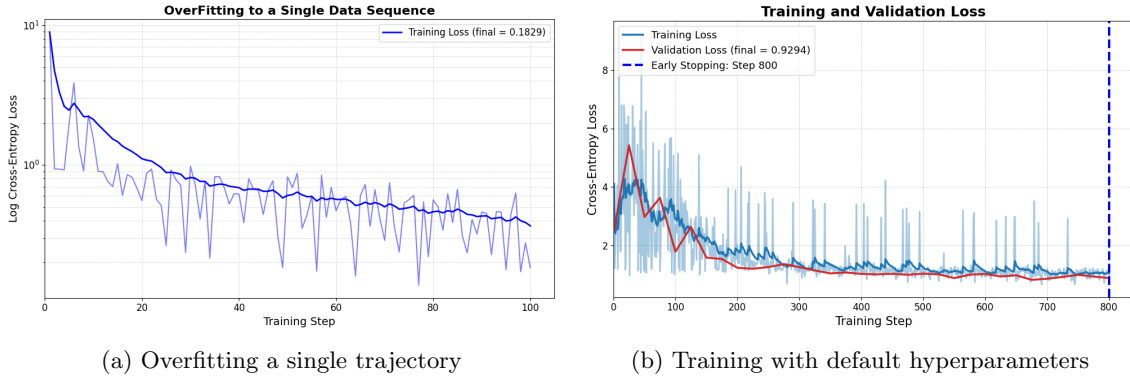 OverFitting to a Single Data Sequence
Training Loss (final = 0.1829)
Log Cross-Entropy Loss
10¹
10⁰
0 20 40 60 80 100
Training Step
(a) Overfitting a single trajectory
Training and Validation Loss
Training Loss
Validation Loss (final = 0.9294)
Early Stopping: Step 800
Cross-Entropy Loss
8
6
4
2
0 100 200 300 400 500 600 700 800
Training Step
(b) Training with default hyperparameters